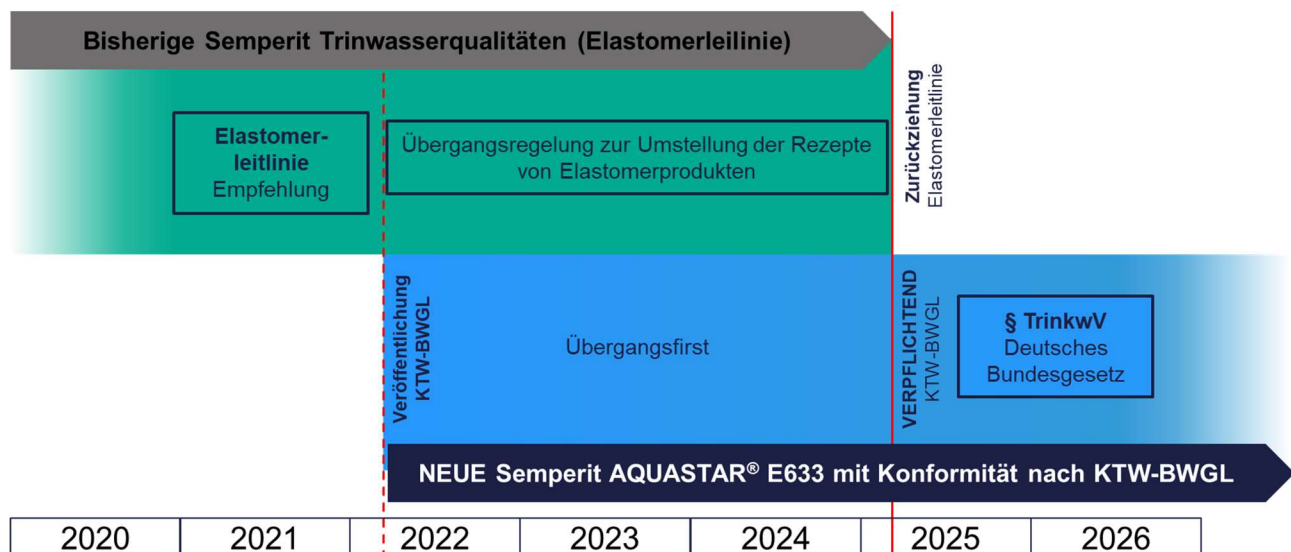 Bisherige Semperit Trinwasserqualitäten (Elastomerleilinie)
Elastomer-
leitlinie
Empfehlung
Übergangsregelung zur Umstellung der Rezepte
von Elastomerprodukten
Zurückziehung
Elastomerleitlinie
Veröffentlichung
KTW-BWGL
Übergangsfirst
VERPFLICHTEND
KTW-BWGL
§ TrinkwV
Deutsches
Bundesgesetz
NEUE Semperit AQUASTAR® E633 mit Konformität nach KTW-BWGL
2020 2021 2022 2023 2024 2025 2026